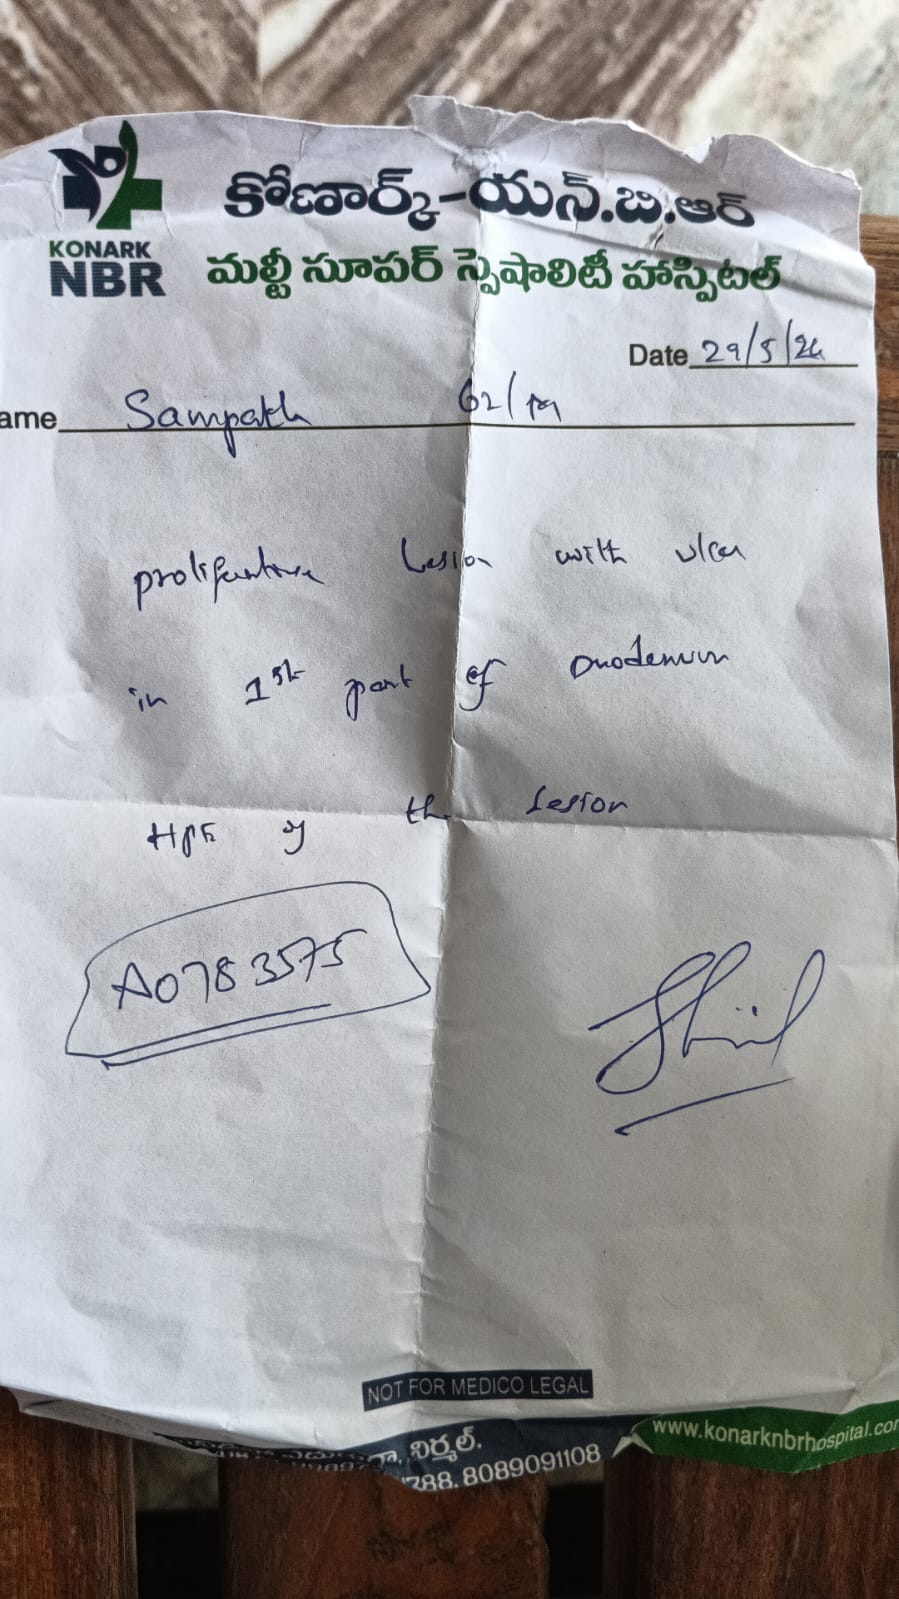 కోణార్క్-యన్.బి.ఆర్
KONARK
NBR
మల్టీ సూపర్ స్పెషాలిటీ హాస్పిటల్
Date 29/5/24
ame Sampath 62/M
proliferative Lesion with ulcer
in 1st part of Duodenum
HPE of the Lesion
A0783575
NOT FOR MEDICO LEGAL
నిర్మల్.
788. 8089091108
www.konarknbrhospital.com